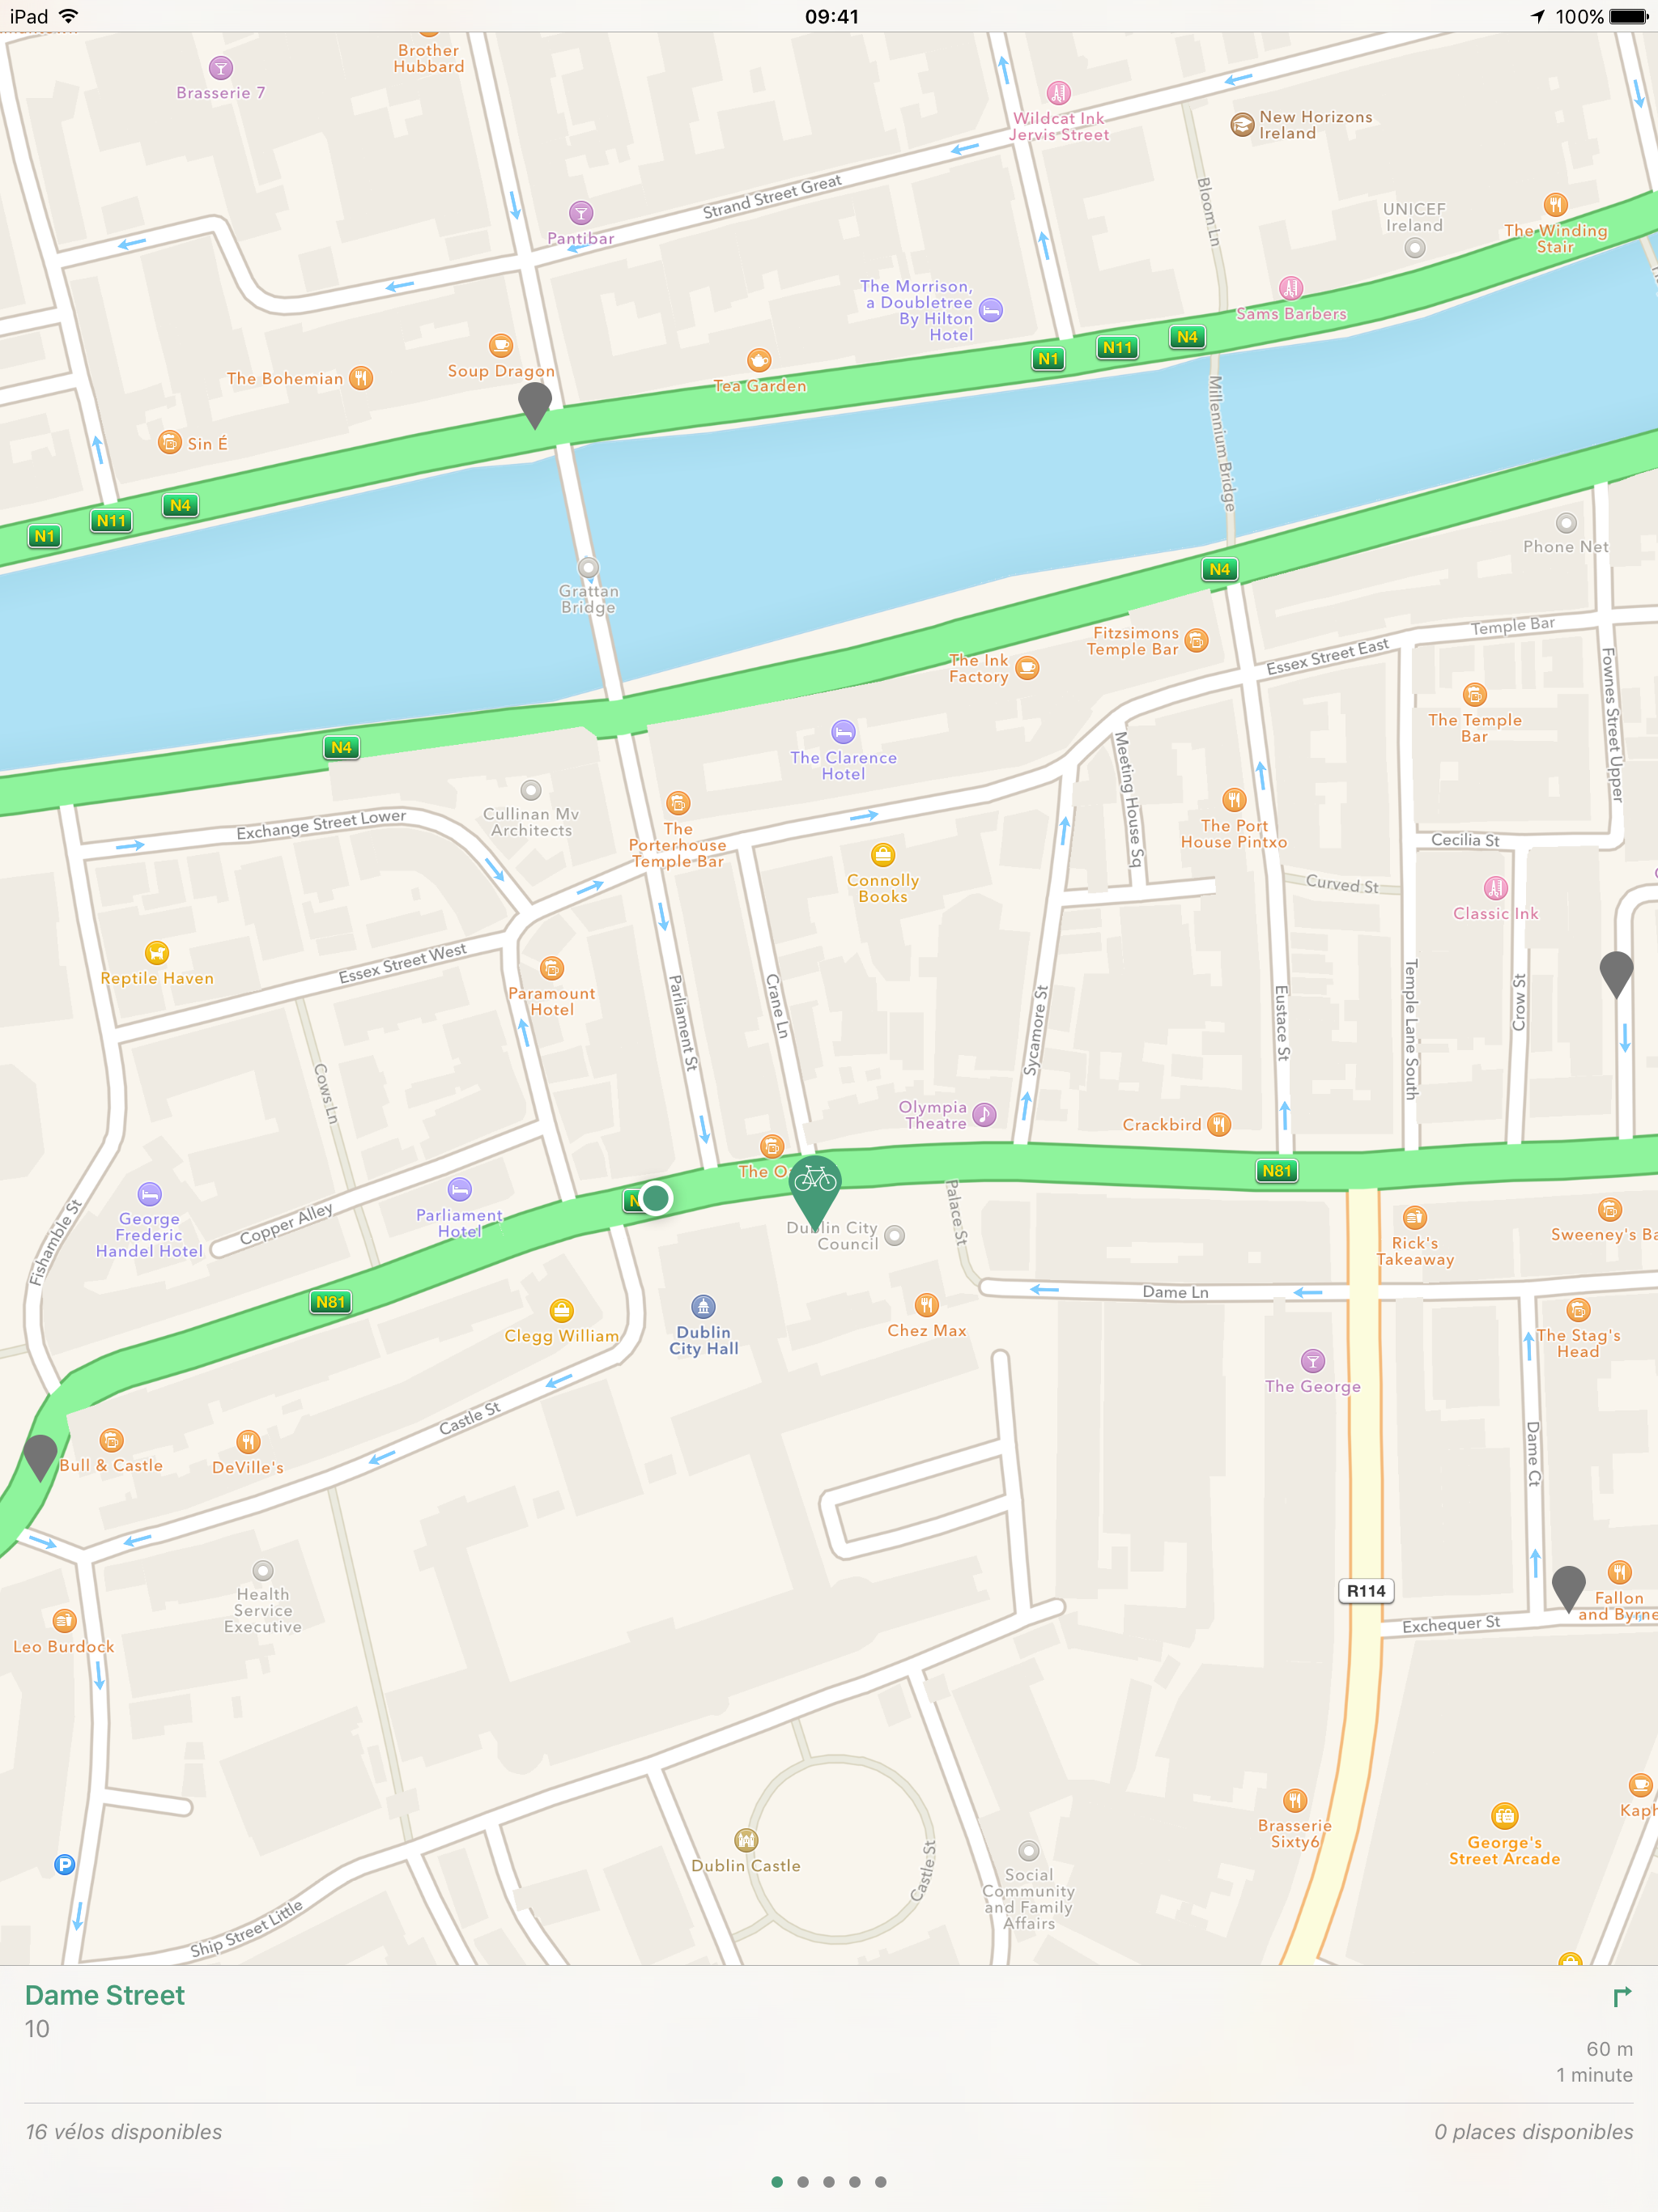 iPad
09:41
100%
Brother
Hubbard
Brasserie 7
Wildcat Ink
Jervis Street
New Horizons
Ireland
Strand Street Great
Bloom Ln
UNICEF
Ireland
The Winding
Stair
Pantibar
The Morrison,
a Doubletree
By Hilton
Hotel
Sams Barbers
Soup Dragon
The Bohemian
Tea Garden
N1
N11
N4
Sin É
N1
N11
N4
Millennium Bridge
Phone Net
Grattan
Bridge
N4
Fitzsimons
Temple Bar
The Ink
Factory
Essex Street East
Temple Bar
Fownes Street Upper
The Temple
Bar
N4
The Clarence
Hotel
Meeting House Sq
Cullinan Mv
Architects
Exchange Street Lower
The
Porterhouse
Temple Bar
The Port
House Pintxo
Cecilia St
Connolly
Books
Curved St
Classic Ink
Reptile Haven
Essex Street West
Paramount
Hotel
Parliament St
Crane Ln
Sycamore St
Eustace St
Temple Lane South
Crow St
Cows Ln
Olympia
Theatre
Crackbird
The O
N81
George
Frederic
Handel Hotel
Copper Alley
Parliament
Hotel
N
Dublin City
Council
Palace St
Rick's
Takeaway
Sweeney's Ba
Fishamble St
Dame Ln
N81
Clegg William
Dublin
City Hall
Chez Max
The Stag's
Head
The George
Castle St
Bull & Castle
DeVille's
Dame Ct
Health
Service
Executive
R114
Fallon
and Byrne
Exchequer St
Leo Burdock
Brasserie
Sixty6
George's
Street Arcade
Kaph
P
Dublin Castle
Castle St
Social
Community
and Family
Affairs
Ship Street Little
Dame Street
10
60 m
1 minute
16 vélos disponibles
0 places disponibles